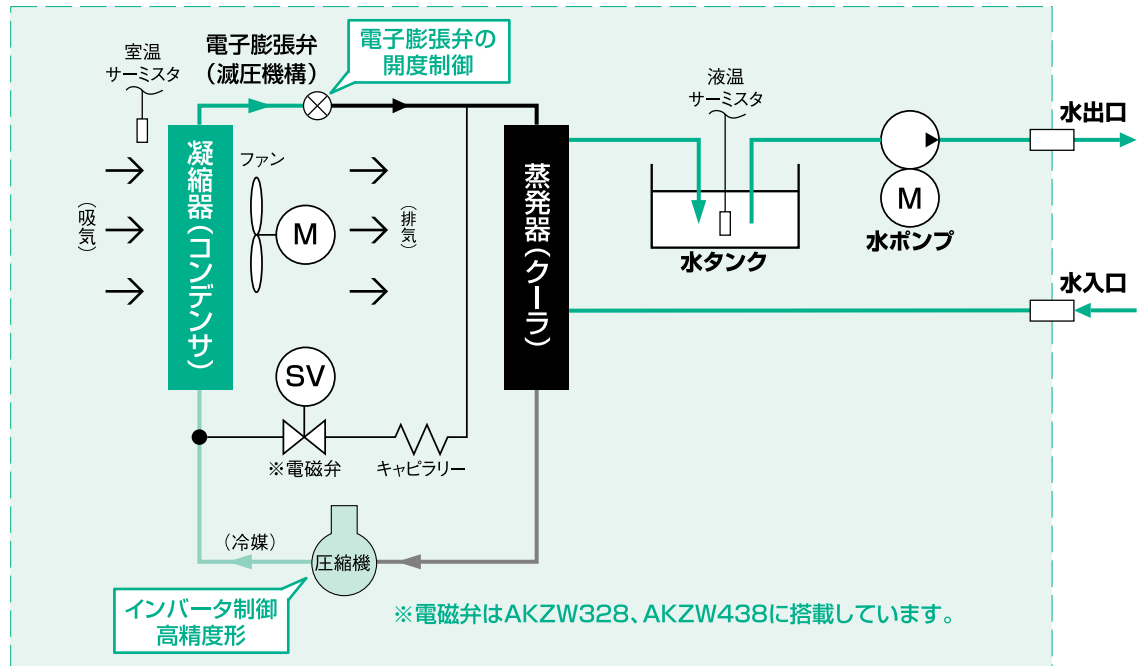 室温
サーミスタ
電子膨張弁
（減圧機構）
電子膨張弁の
開度制御
液温
サーミスタ
水出口
凝縮器（コンデンサ）
ファン
M
（吸気）
（排気）
蒸発器（クーラ）
M
水タンク
水ポンプ
水入口
SV
※電磁弁
キャピラリー
（冷媒）
圧縮機
インバータ制御
高精度形
※電磁弁はAKZW328、AKZW438に搭載しています。